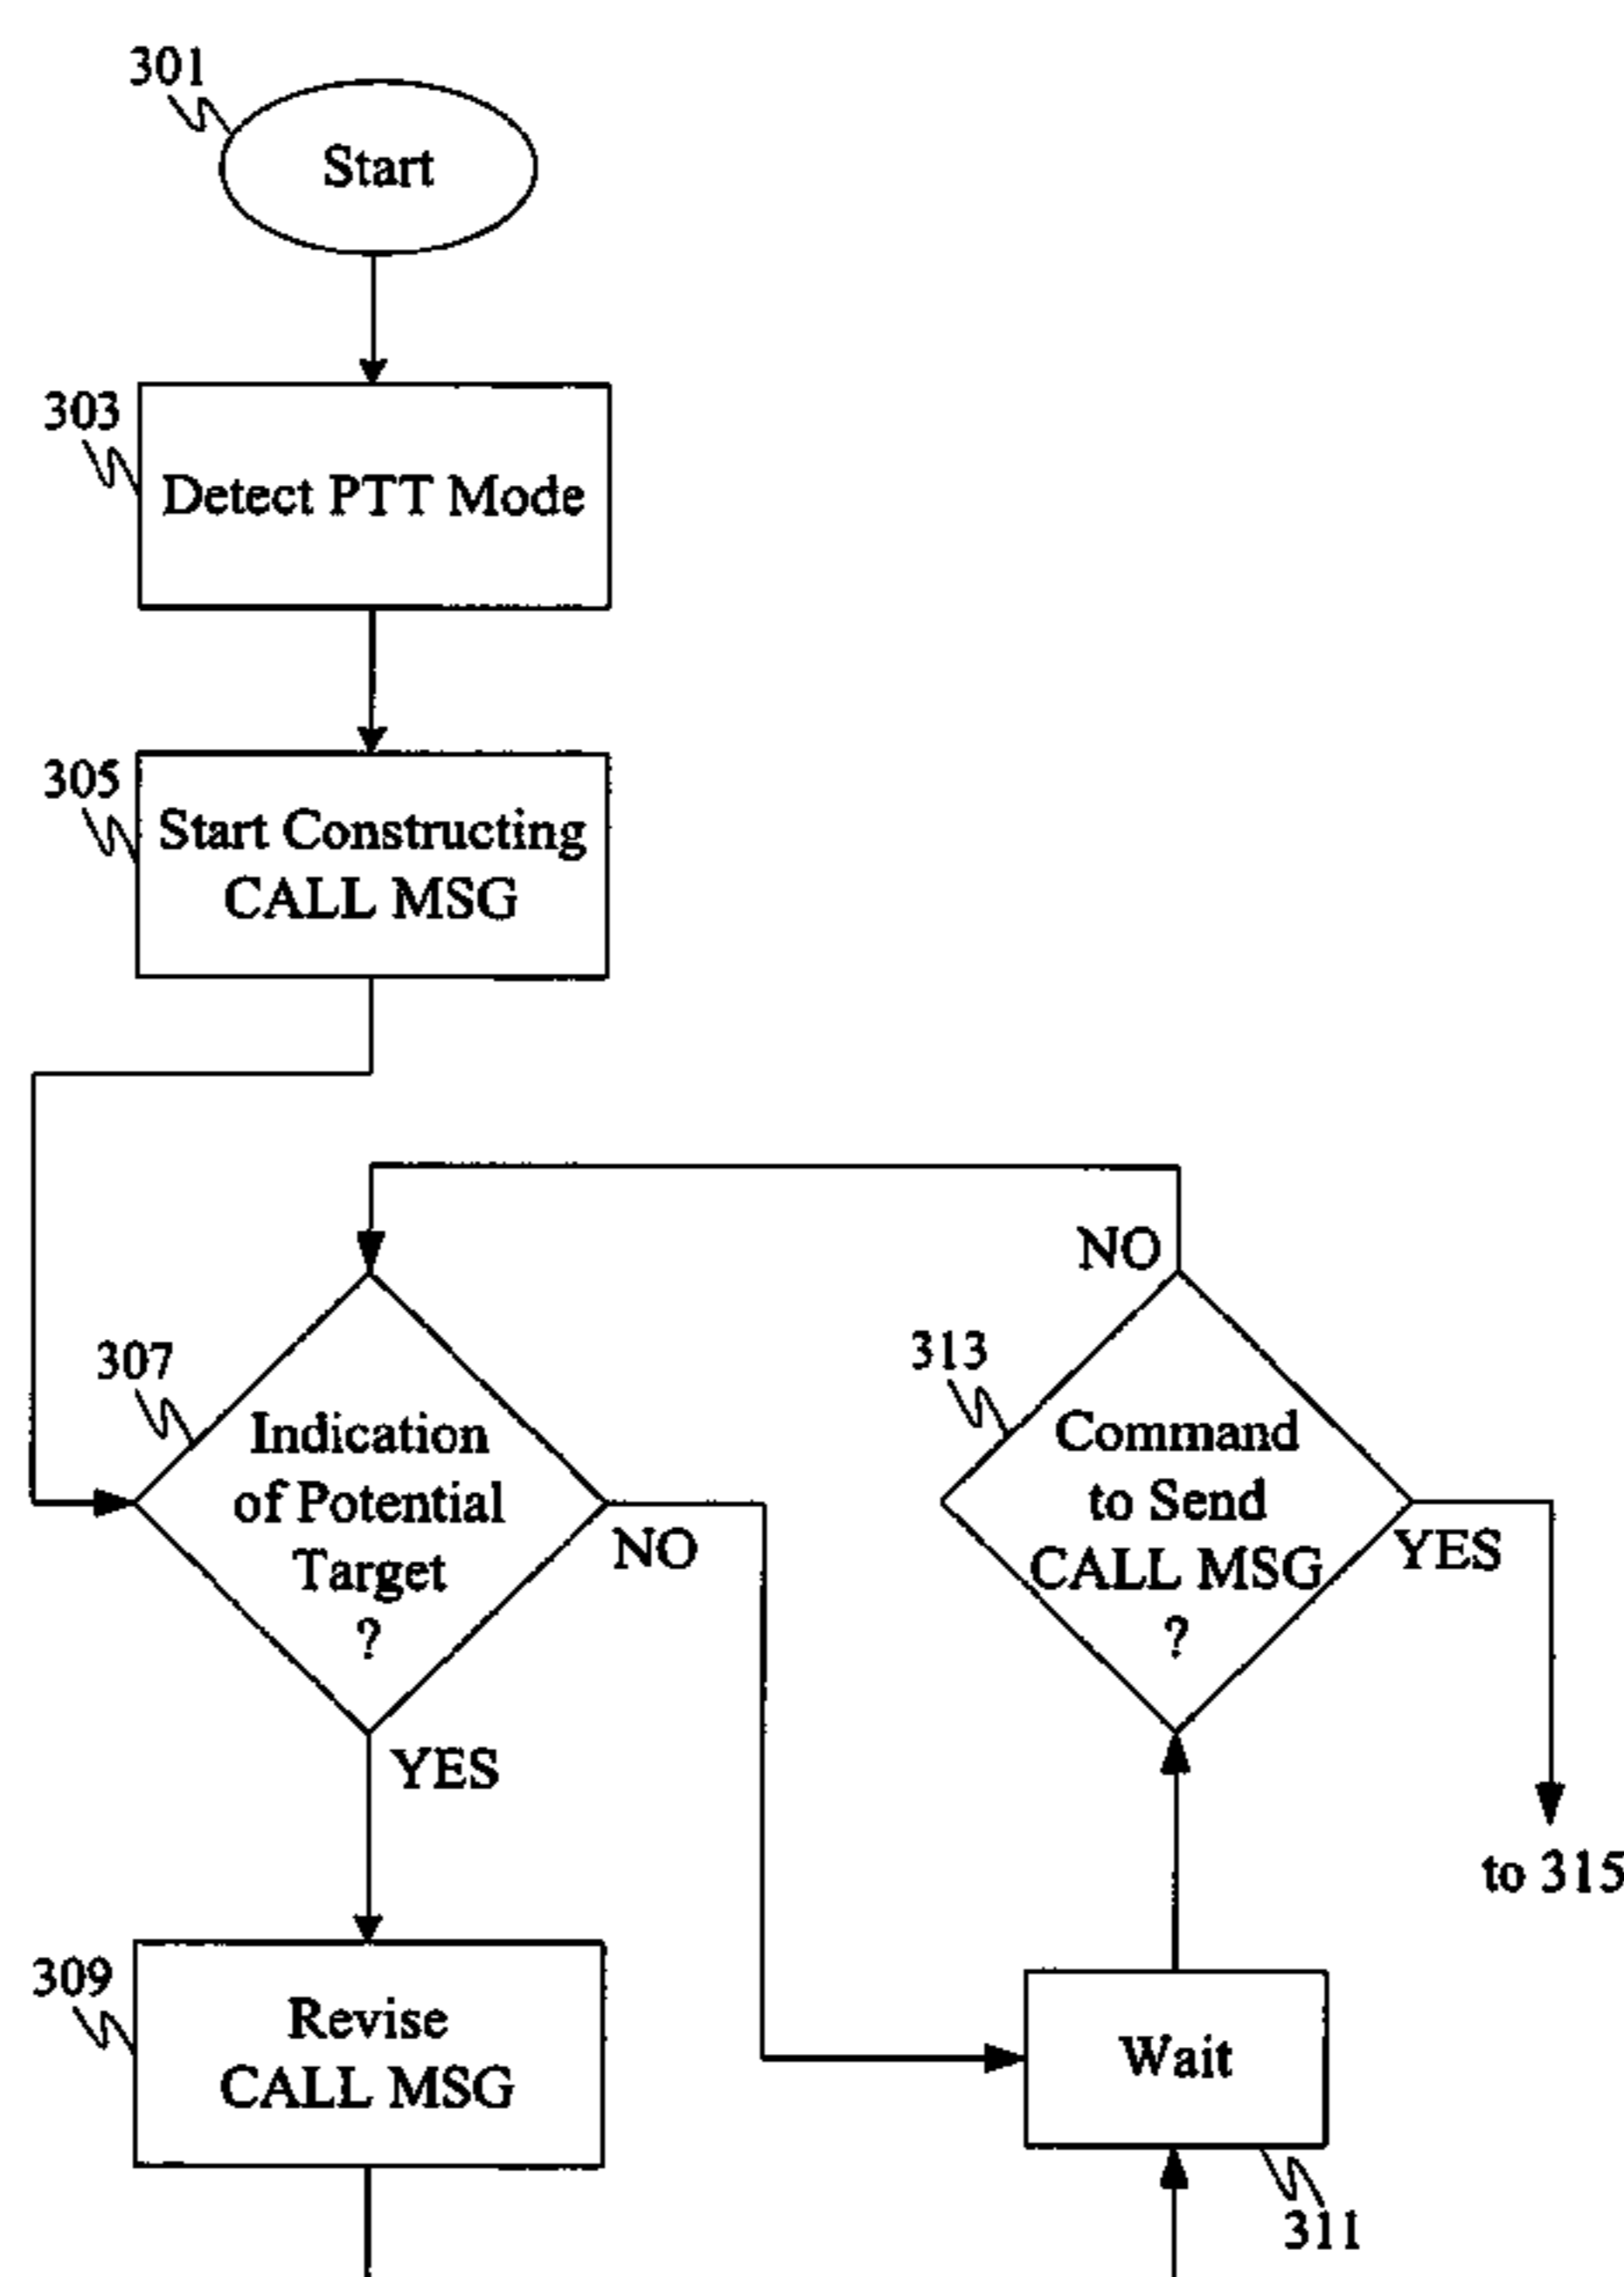 301
Start
303
Detect PTT Mode
305
Start Constructing
CALL MSG
NO
307
Indication
of Potential
Target
?
NO
YES
313
Command
to Send
CALL MSG
?
YES
to 315
309
Revise
CALL MSG
Wait
311